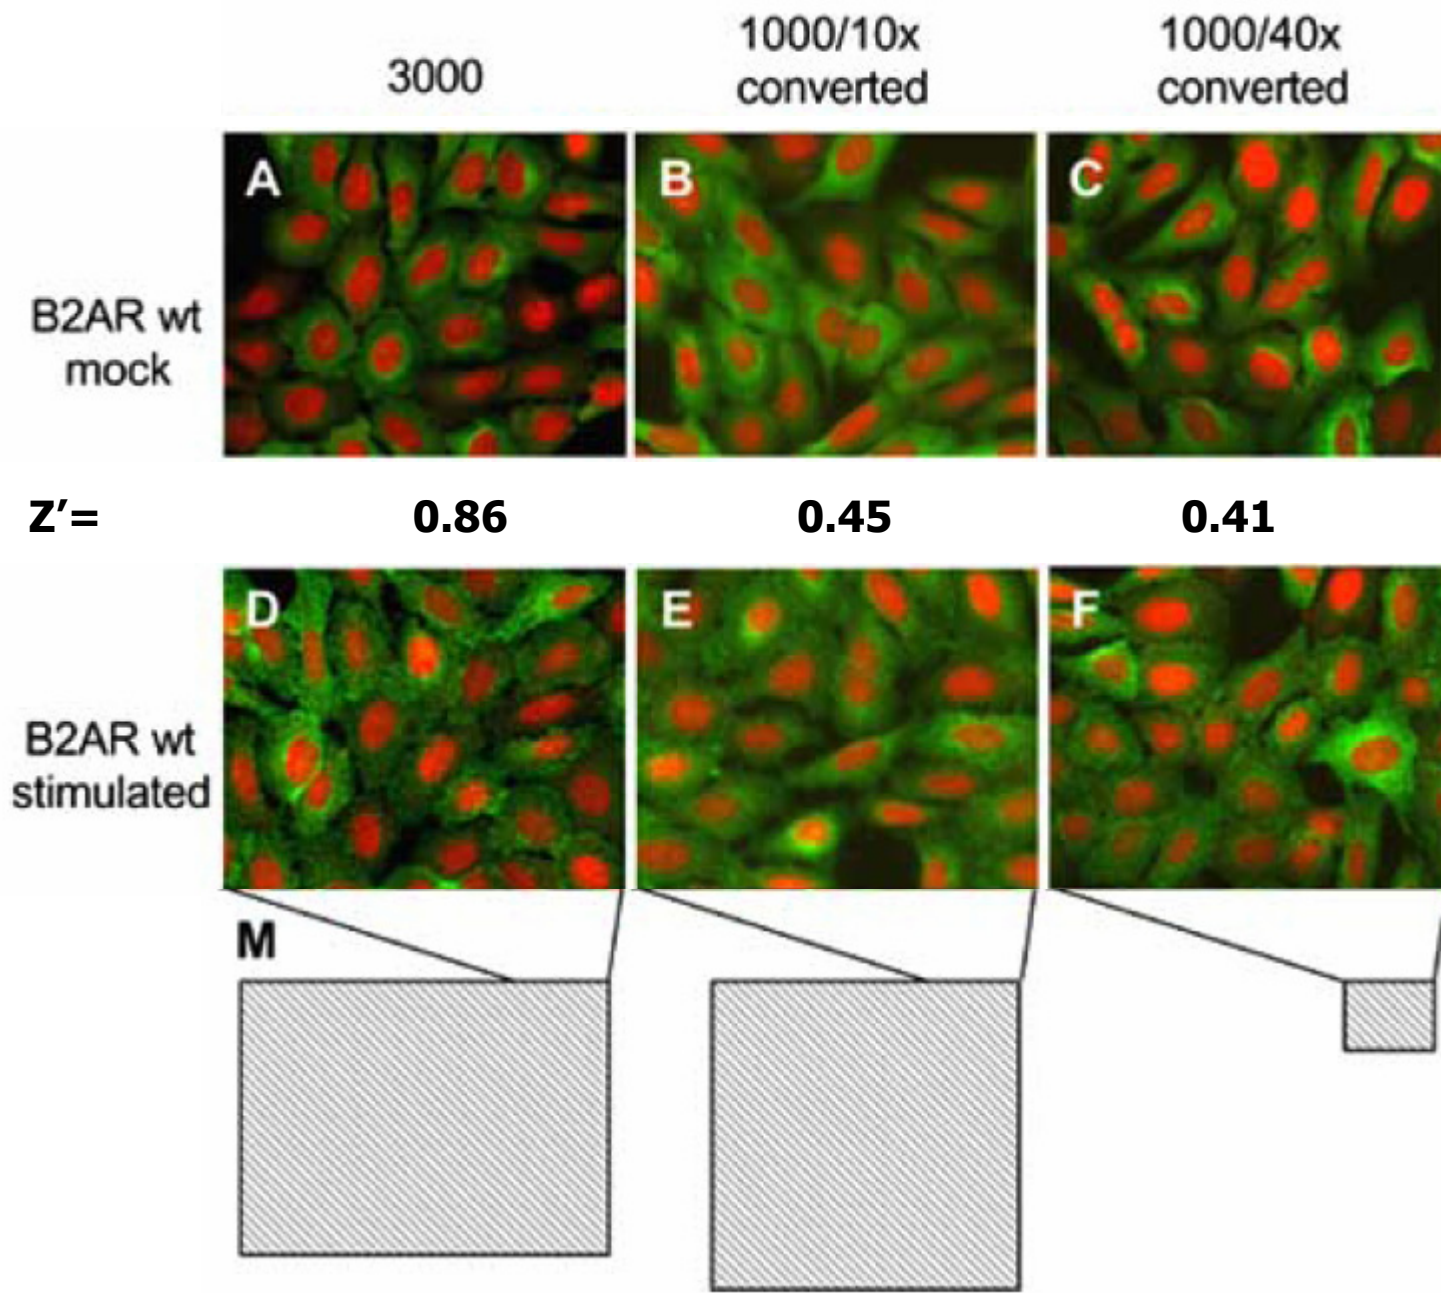 3000
1000/10x
converted
1000/40x
converted
B2AR wt
mock
A
B
C
Z’=
0.86
0.45
0.41
B2AR wt
stimulated
D
E
F
M